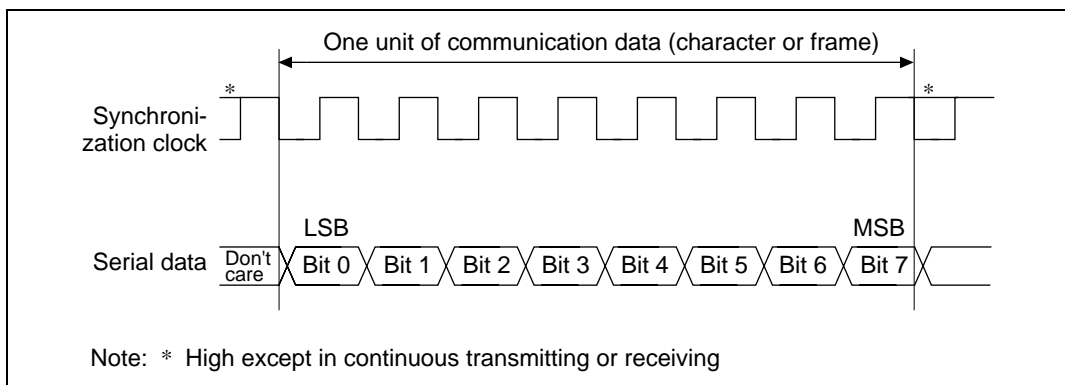 One unit of communication data (character or frame)
* *
Synchroni-
zation clock
LSB MSB
Serial data Don't care Bit 0 Bit 1 Bit 2 Bit 3 Bit 4 Bit 5 Bit 6 Bit 7
Note: * High except in continuous transmitting or receiving